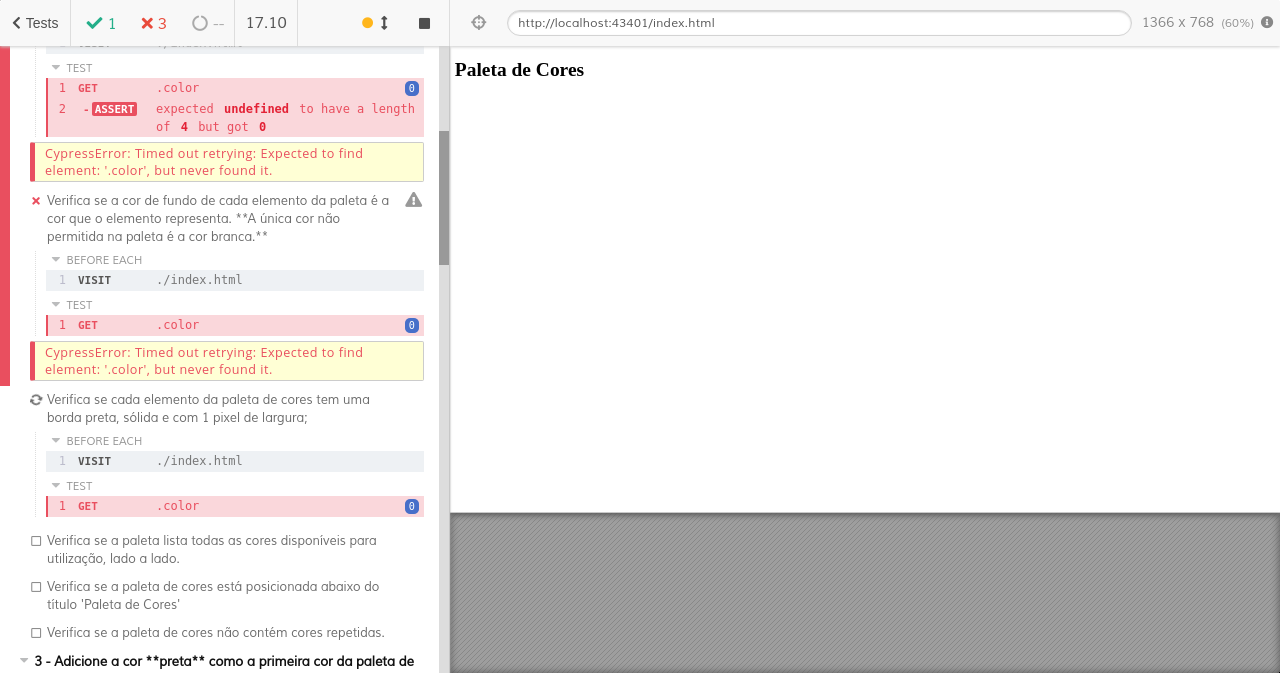 Tests 1 3 -- 17.10
http://localhost:43401/index.html 1366 x 768 (60%)
TEST
1 GET .color 0
2 -ASSERT expected undefined to have a length
of 4 but got 0
CypressError: Timed out retrying: Expected to find
element: '.color', but never found it.
Verifica se a cor de fundo de cada elemento da paleta é a
cor que o elemento representa. **A única cor não
permitida na paleta é a cor branca.**
BEFORE EACH
1 VISIT ./index.html
TEST
1 GET .color 0
CypressError: Timed out retrying: Expected to find
element: '.color', but never found it.
Verifica se cada elemento da paleta de cores tem uma
borda preta, sólida e com 1 pixel de largura;
BEFORE EACH
1 VISIT ./index.html
TEST
1 GET .color 0
Verifica se a paleta lista todas as cores disponíveis para
utilização, lado a lado.
Verifica se a paleta de cores está posicionada abaixo do
título 'Paleta de Cores'
Verifica se a paleta de cores não contém cores repetidas.
3 - Adicione a cor **preta** como a primeira cor da paleta de
Paleta de Cores